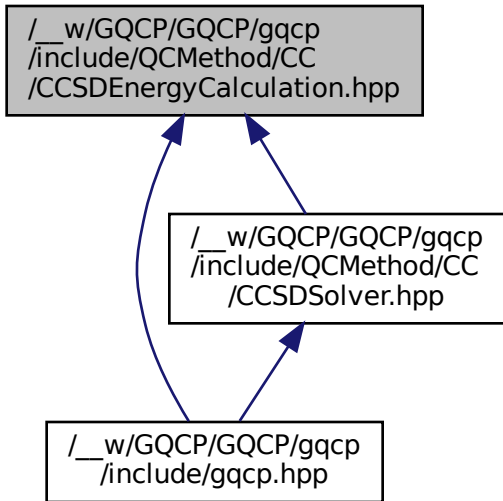 /__w/GQCP/GQCP/gqcp
/include/QCMethod/CC
/CCSDEnergyCalculation.hpp
/__w/GQCP/GQCP/gqcp
/include/QCMethod/CC
/CCSDSolver.hpp
/__w/GQCP/GQCP/gqcp
/include/gqcp.hpp